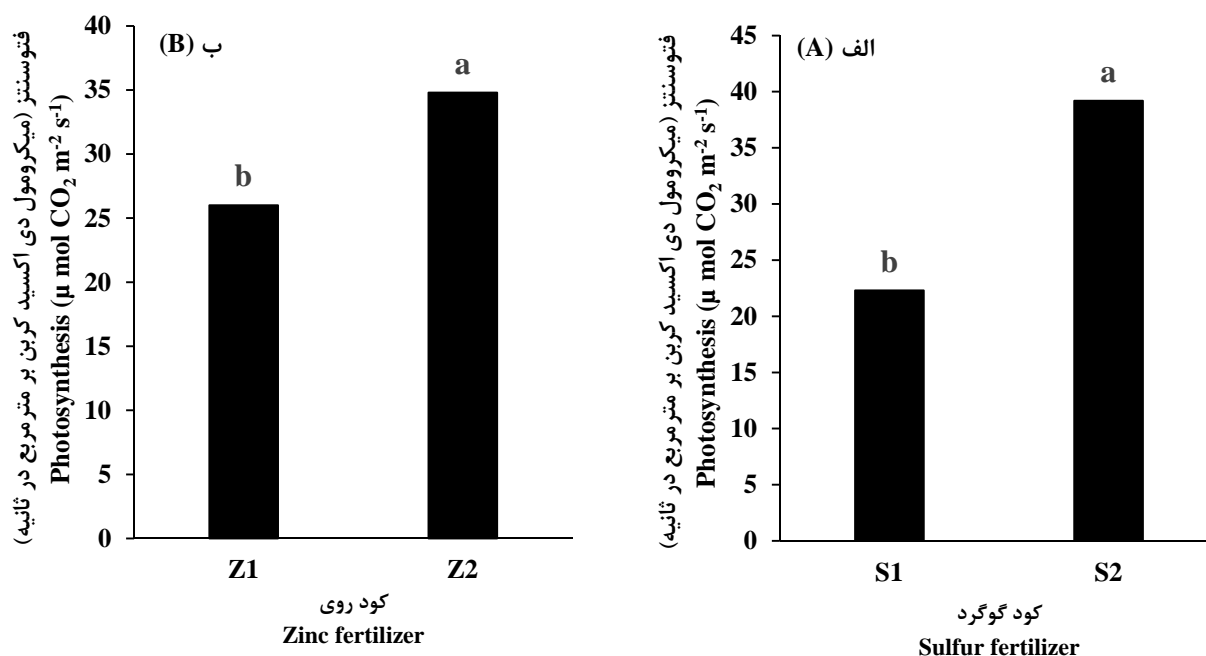 ب (B)
فتوسنتز (میکرومول دی اکسید کربن بر مترمربع در ثانیه)
Photosynthesis (µ mol CO₂ m⁻² s⁻¹)
40
35
30
25
20
15
10
5
0
b
a
Z1 Z2
کود روی
Zinc fertilizer
الف (A)
فتوسنتز (میکرومول دی اکسید کربن بر مترمربع در ثانیه)
Photosynthesis (µ mol CO₂ m⁻² s⁻¹)
45
40
35
30
25
20
15
10
5
0
b
a
S1 S2
کود گوگرد
Sulfur fertilizer